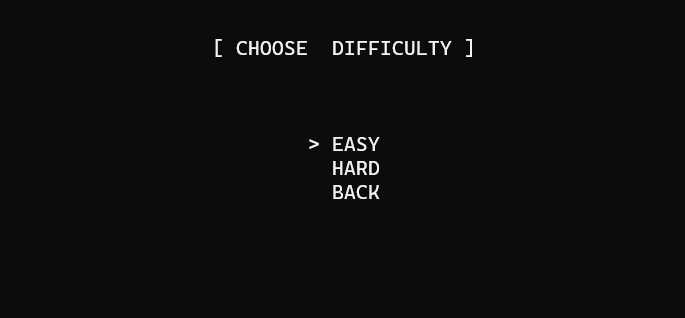 [ CHOOSE  DIFFICULTY ]
> EASY
HARD
BACK